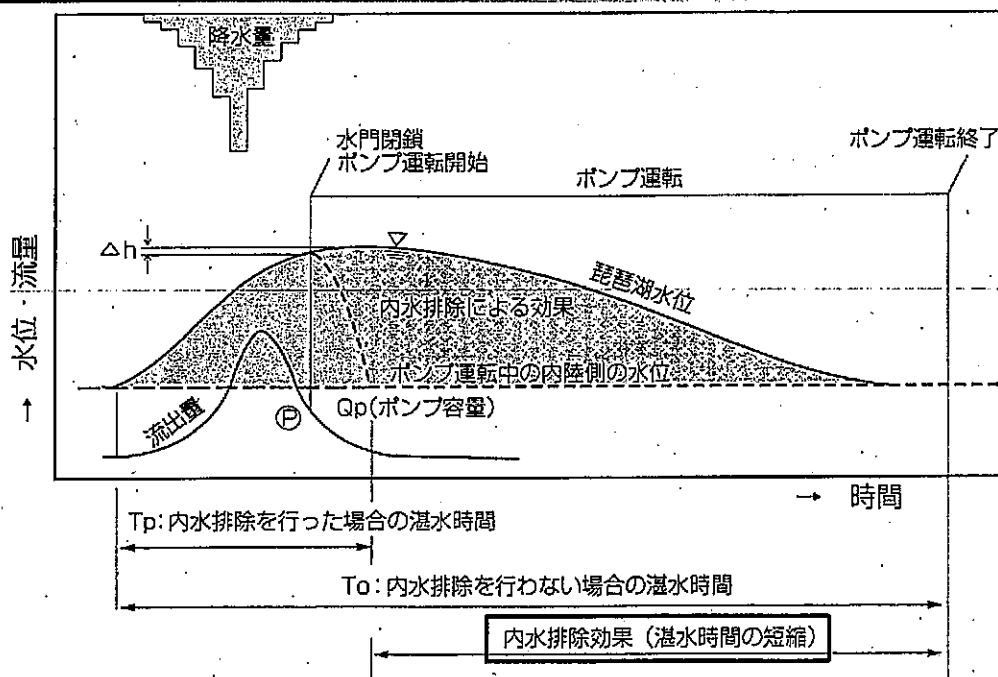 降水量
水門閉鎖
ポンプ運転開始
ポンプ運転終了
ポンプ運転
△h
▽
琵琶湖水位
内水排除による効果
→ 水位・流量
ポンプ運転中の内陸側の水位
流出量
Ⓟ
Qp(ポンプ容量)
→ 時間
Tp:内水排除を行った場合の湛水時間
To:内水排除を行わない場合の湛水時間
内水排除効果(湛水時間の短縮)